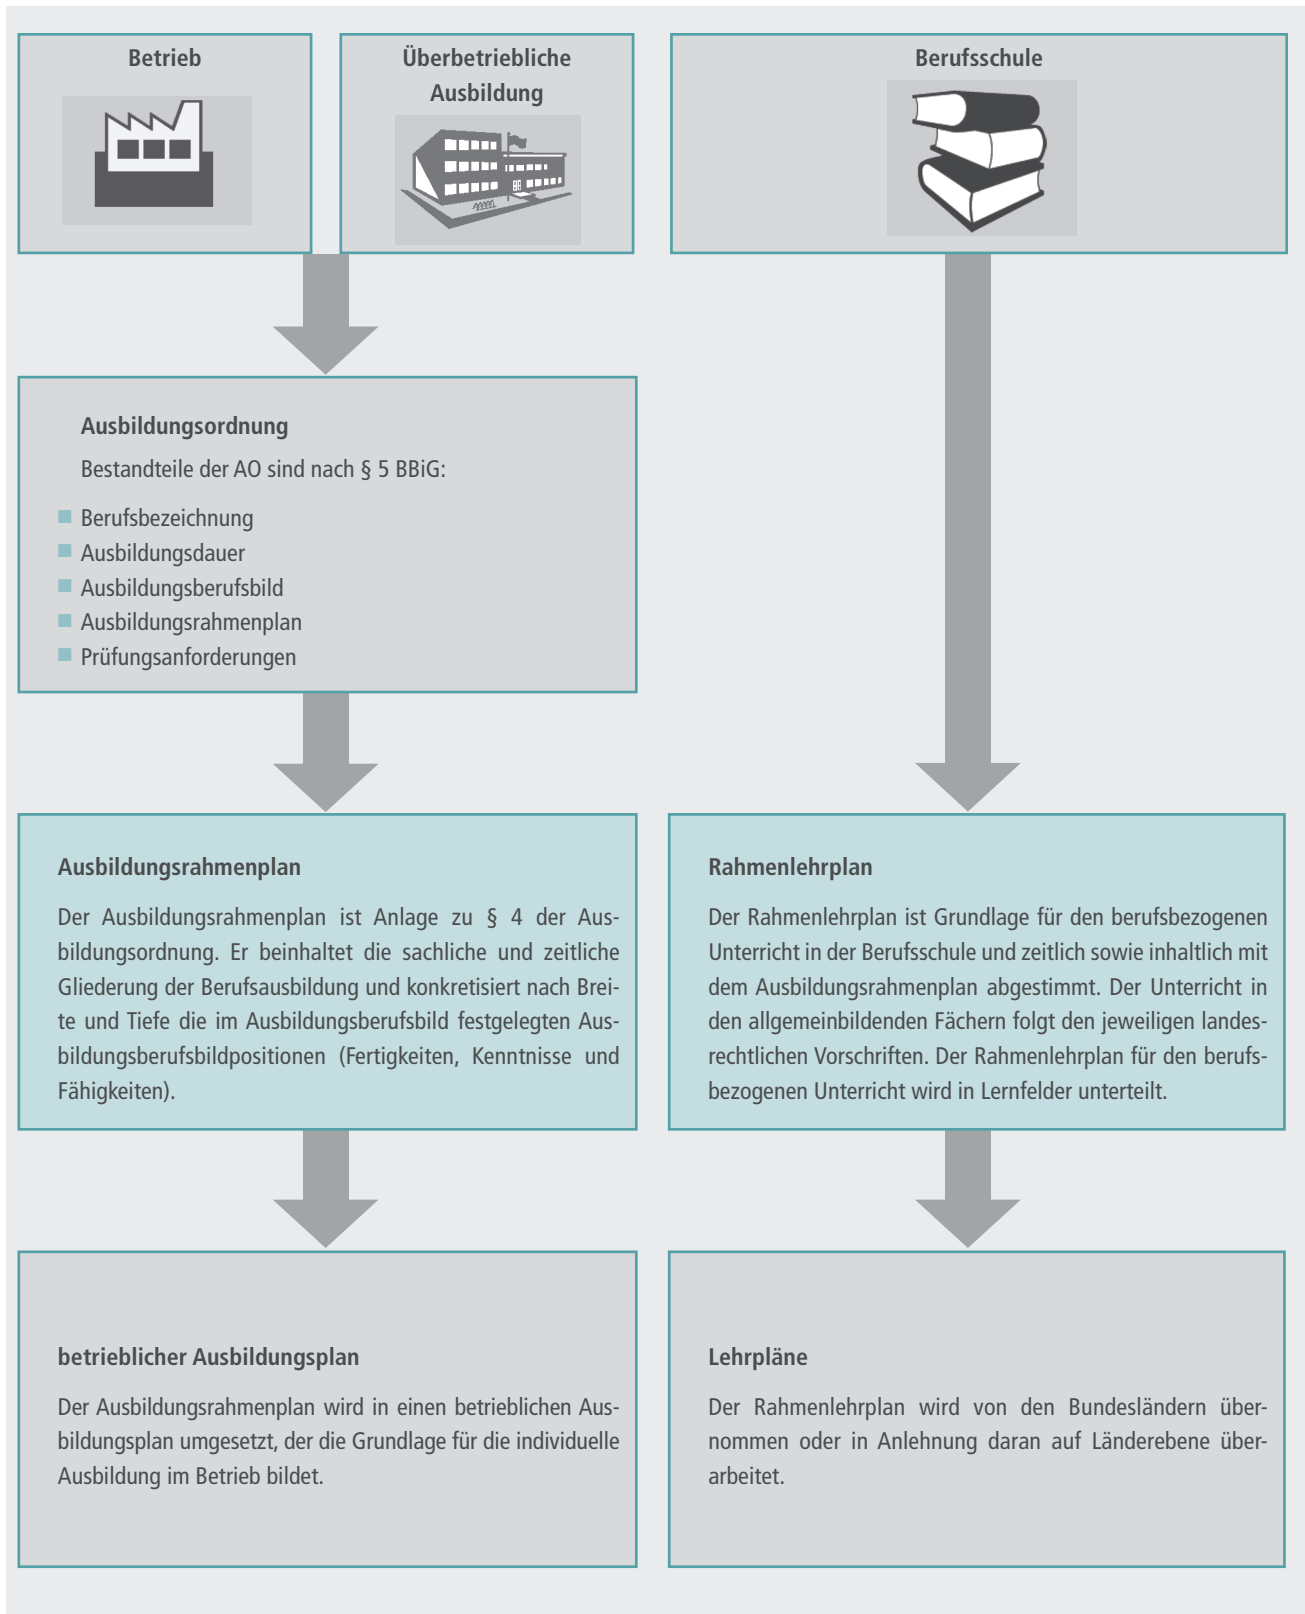 Betrieb
Überbetriebliche
Ausbildung
Berufsschule
Ausbildungsordnung
Bestandteile der AO sind nach § 5 BBiG:
Berufsbezeichnung
Ausbildungsdauer
Ausbildungsberufsbild
Ausbildungsrahmenplan
Prüfungsanforderungen
Ausbildungsrahmenplan
Der Ausbildungsrahmenplan ist Anlage zu § 4 der Aus-
bildungsordnung. Er beinhaltet die sachliche und zeitliche
Gliederung der Berufsausbildung und konkretisiert nach Brei-
te und Tiefe die im Ausbildungsberufsbild festgelegten Aus-
bildungsberufsbildpositionen (Fertigkeiten, Kenntnisse und
Fähigkeiten).
Rahmenlehrplan
Der Rahmenlehrplan ist Grundlage für den berufsbezogenen
Unterricht in der Berufsschule und zeitlich sowie inhaltlich mit
dem Ausbildungsrahmenplan abgestimmt. Der Unterricht in
den allgemeinbildenden Fächern folgt den jeweiligen landes-
rechtlichen Vorschriften. Der Rahmenlehrplan für den berufs-
bezogenen Unterricht wird in Lernfelder unterteilt.
betrieblicher Ausbildungsplan
Der Ausbildungsrahmenplan wird in einen betrieblichen Aus-
bildungsplan umgesetzt, der die Grundlage für die individuelle
Ausbildung im Betrieb bildet.
Lehrpläne
Der Rahmenlehrplan wird von den Bundesländern über-
nommen oder in Anlehnung daran auf Länderebene über-
arbeitet.